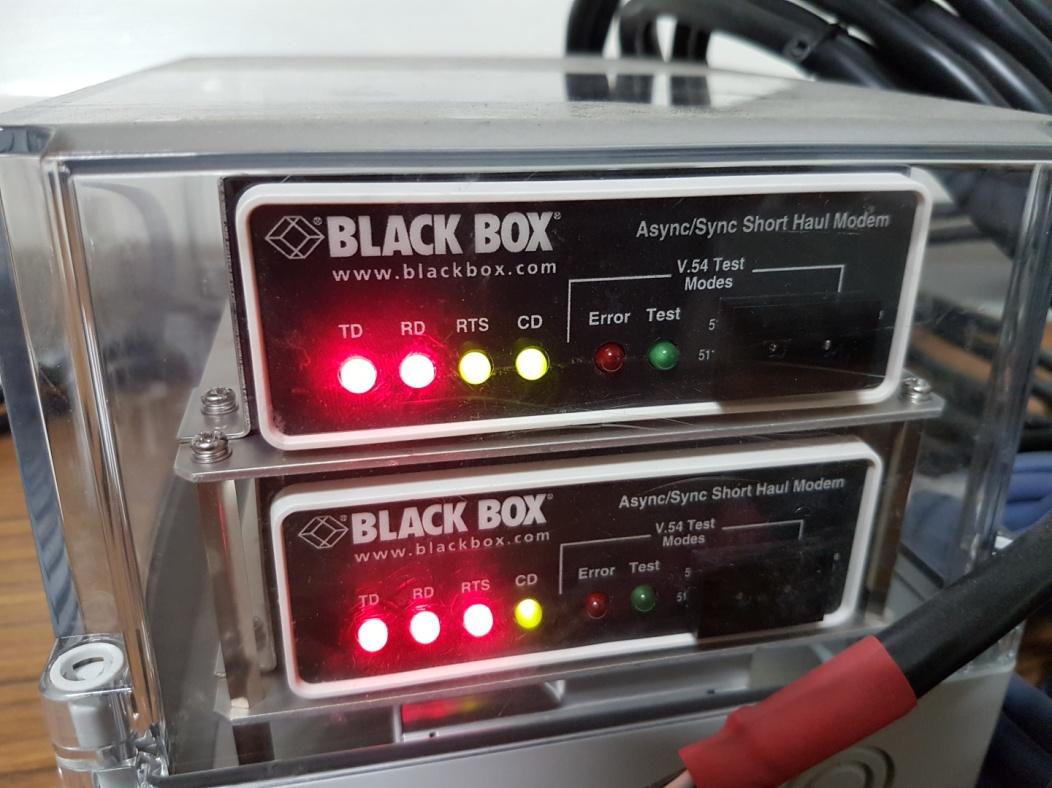 BLACK BOX®
Async/Sync Short Haul Modem
www.blackbox.com
V.54 Test
Modes
TD RD RTS CD Error Test
BLACK BOX®
Async/Sync Short Haul Modem
www.blackbox.com
V.54 Test
Modes
TD RD RTS CD Error Test